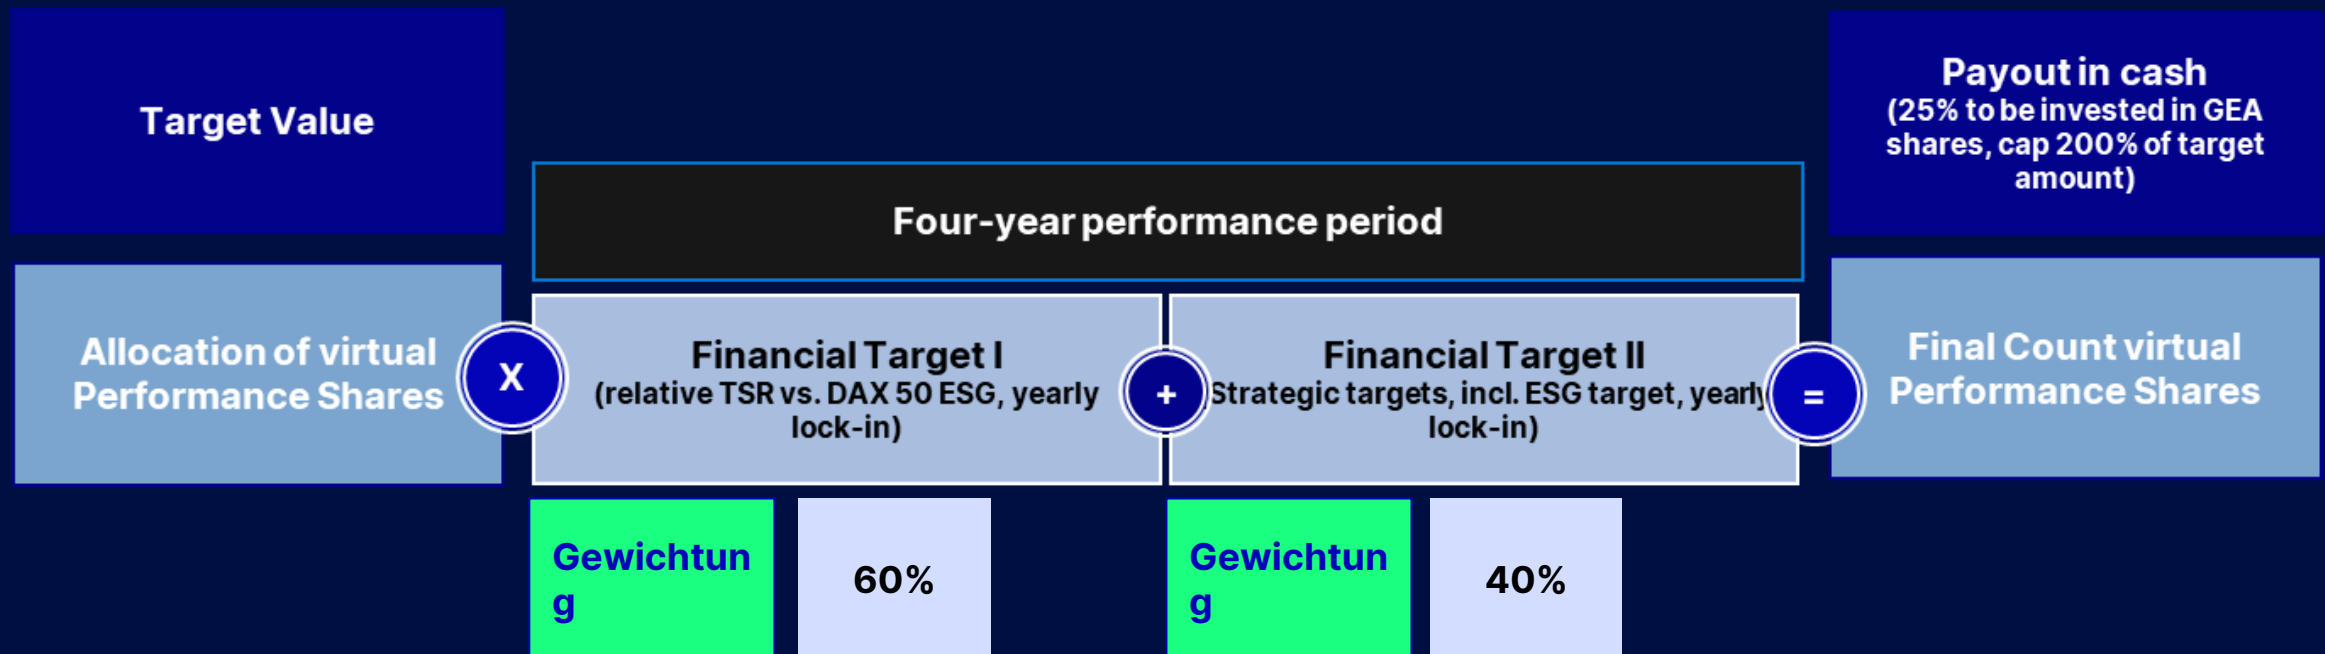 Target Value
Payout in cash
(25% to be invested in GEA
shares, cap 200% of target
amount)
Four-year performance period
Allocation of virtual
Performance Shares
X
Financial Target I
(relative TSR vs. DAX 50 ESG, yearly
lock-in)
+
Financial Target II
Strategic targets, incl. ESG target, yearly
lock-in)
=
Final Count virtual
Performance Shares
Gewichtun
g
60%
Gewichtun
g
40%